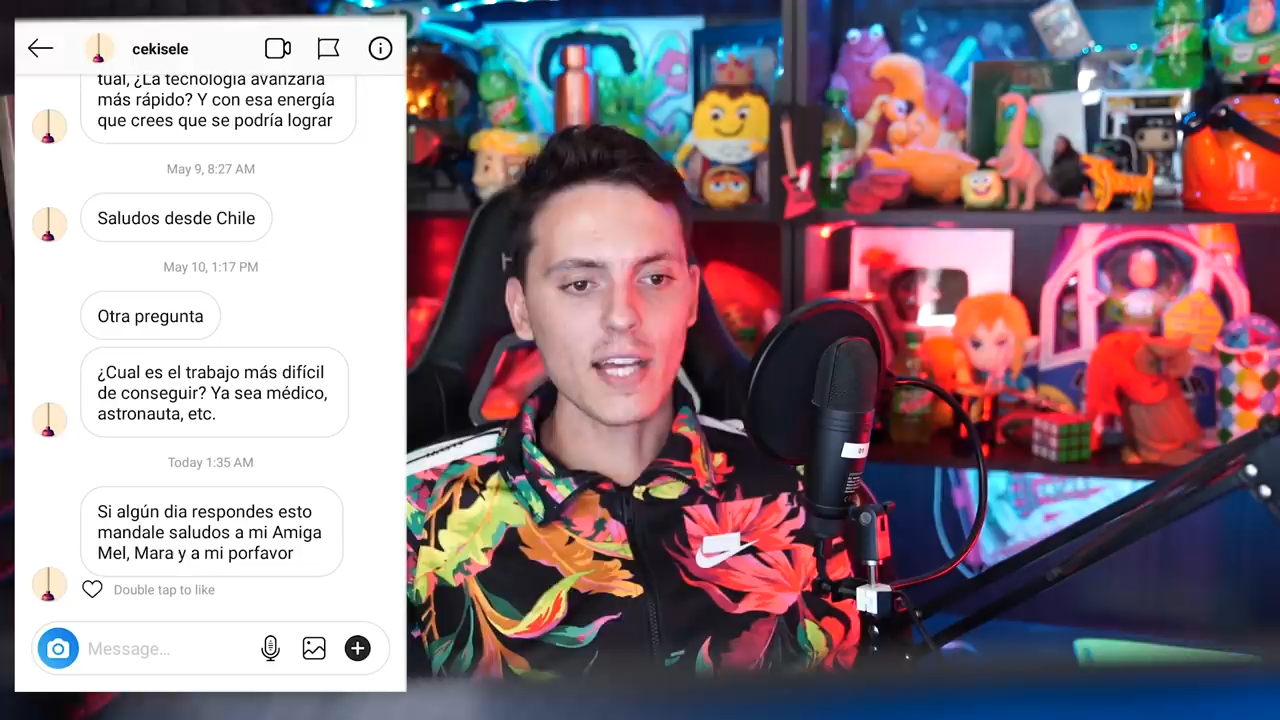 cekisele
tual, ¿La tecnología avanzaría
más rápido? Y con esa energía
que crees que se podría lograr
May 9, 8:27 AM
Saludos desde Chile
May 10, 1:17 PM
Otra pregunta
¿Cual es el trabajo más difícil
de conseguir? Ya sea médico,
astronauta, etc.
Today 1:35 AM
Si algun dia respondes esto
mandale saludos a mi Amiga
Mel, Mara y a mi porfavor
Double tap to like
Message...